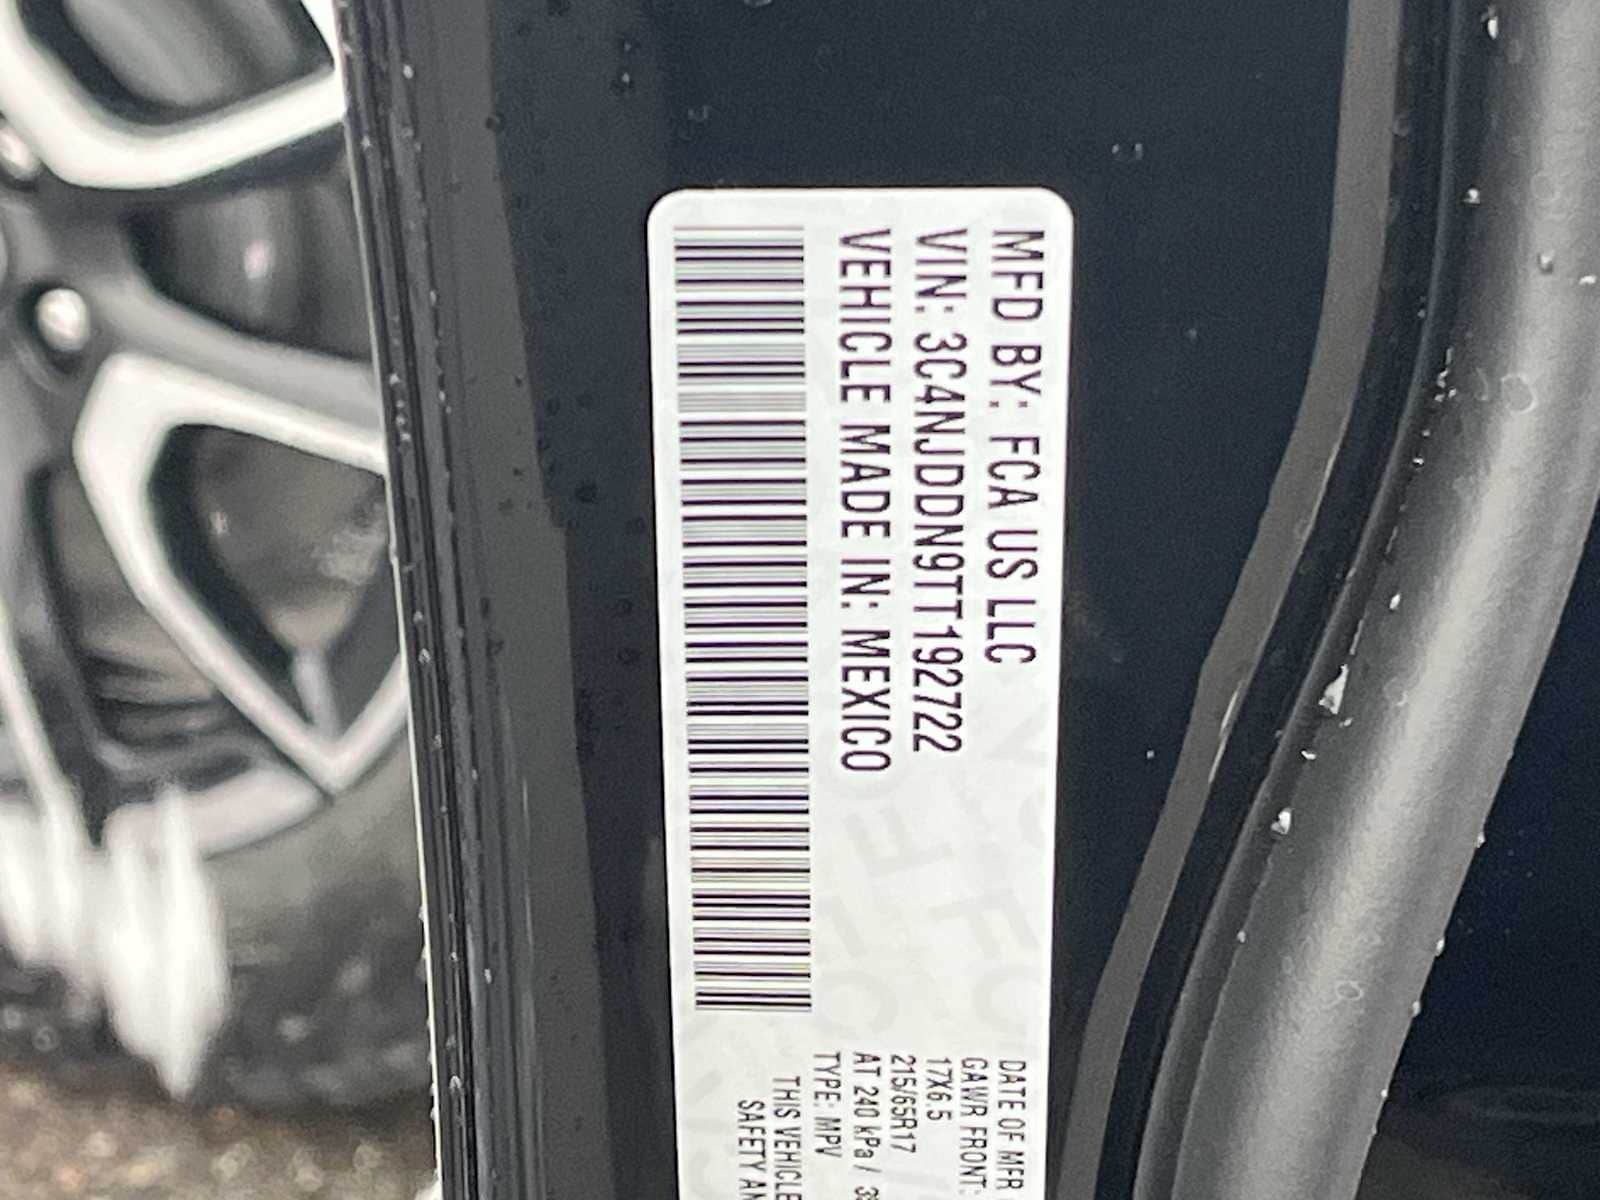 MFD BY: FCA US LLC
VIN: 3C4NJDDN9TT192722
VEHICLE MADE IN: MEXICO
DATE OF MFR
GAWR FRONT:
17X6.5
215/65R17
AT 240 kPa /
TYPE: MPV
THIS VEHICLE
SAFETY AN